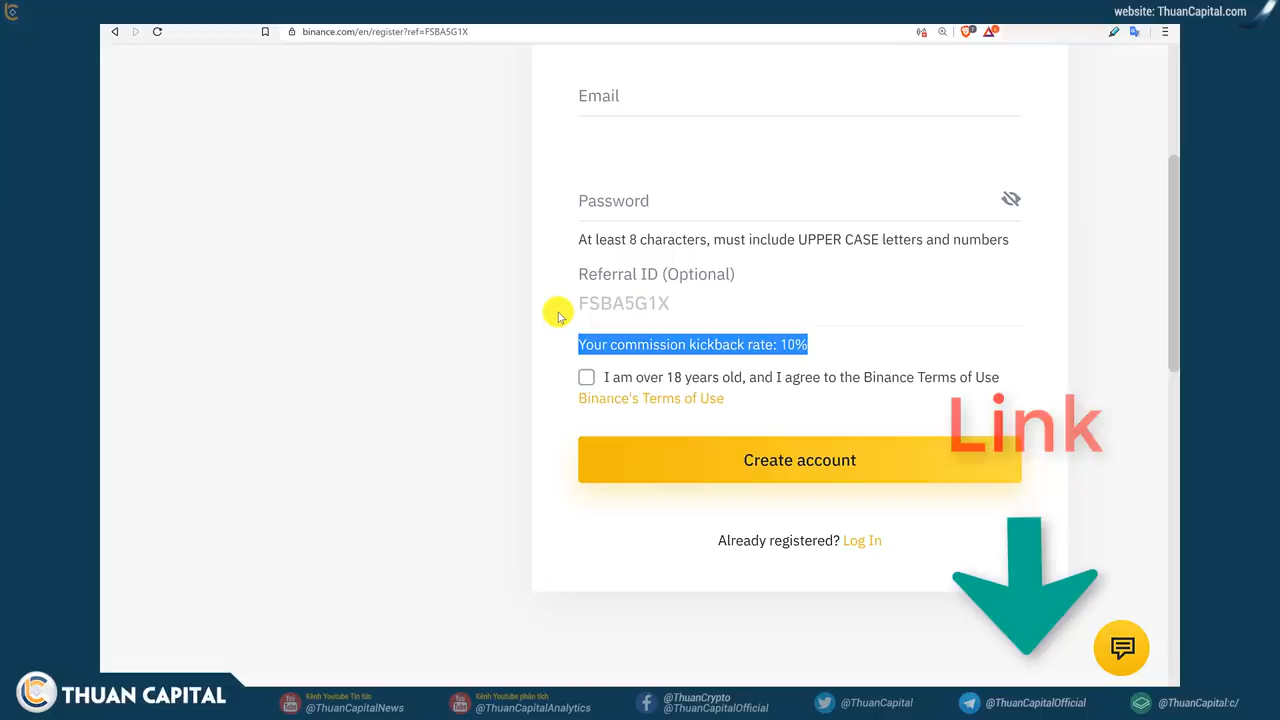 website: ThuanCapital.com
binance.com/en/register?ref=FSBA5G1X
Email
Password
At least 8 characters, must include UPPER CASE letters and numbers
Referral ID (Optional)
FSBA5G1X
Your commission kickback rate: 10%
I am over 18 years old, and I agree to the Binance Terms of Use
Binance's Terms of Use
Link
Create account
Already registered? Log In
THUAN CAPITAL
Kênh Youtube Tin tức
@ThuanCapitalNews
Kênh Youtube phân tích
@ThuanCapitalAnalytics
@ThuanCrypto
@ThuanCapitalOfficial
@ThuanCapital
@ThuanCapitalOfficial
@ThuanCapital:c/